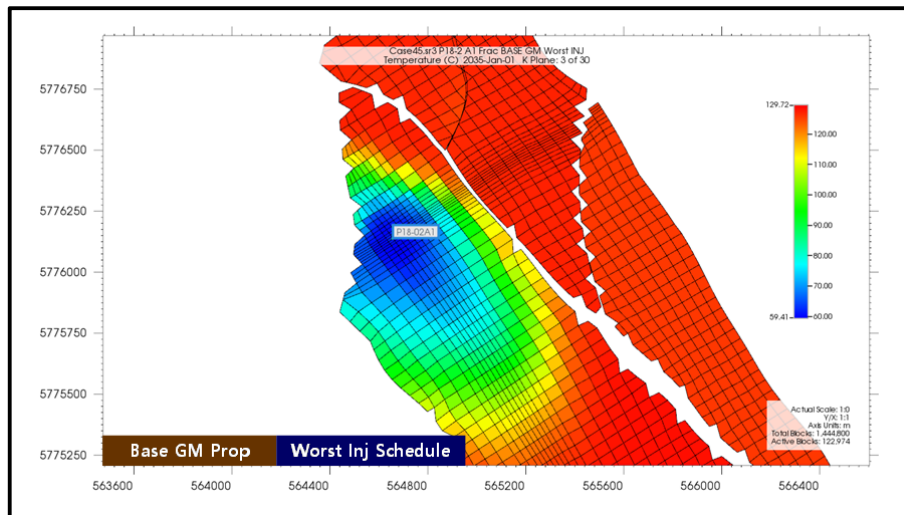 Case45.sr3 P18-2 A1 Frac BASE GM Worst INJ
Temperature (C) 2035-Jan-01 K Plane: 3 of 30
5776750
5776500
5776250
5776000
5775750
5775500
5775250
129.72
120.00
110.00
100.00
90.00
80.00
70.00
59.41 60.00
P18-02A1
Actual Scale: 1:0
Y/X: 1:1
Axis Units: m
Total Blocks: 1,444,800
Active Blocks: 122,974
Base GM Prop Worst Inj Schedule
563600 564000 564400 564800 565200 565600 566000 566400